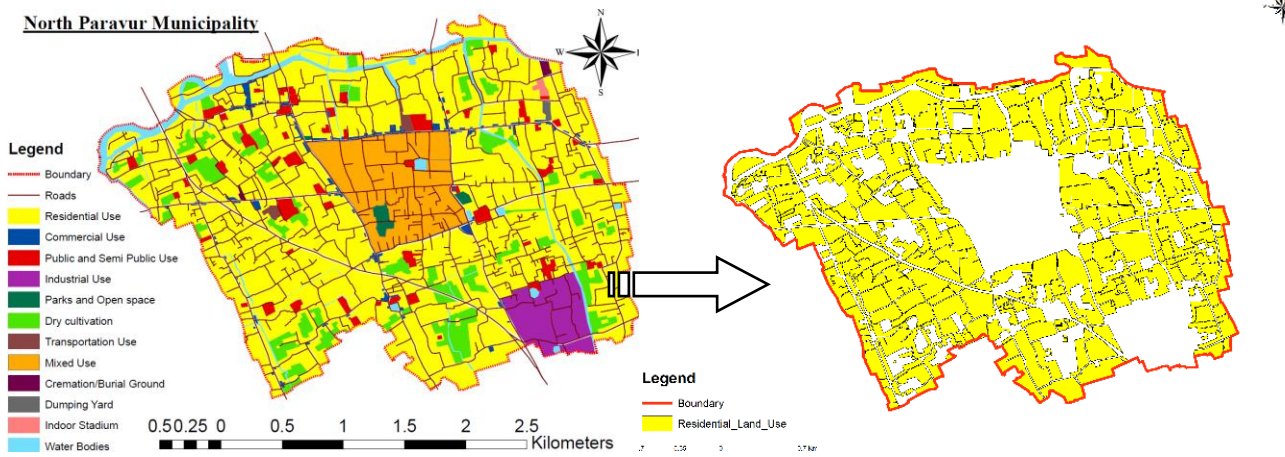 North Paravur Municipality
N
W
S
Legend
Boundary
Roads
Residential Use
Commercial Use
Public and Semi Public Use
Industrial Use
Parks and Open space
Dry cultivation
Transportation Use
Mixed Use
Cremation/Burial Ground
Dumping Yard
Indoor Stadium
Water Bodies
0.5 0.25 0 0.5 1 1.5 2 2.5
Kilometers
Legend
Boundary
Residential_Land_Use